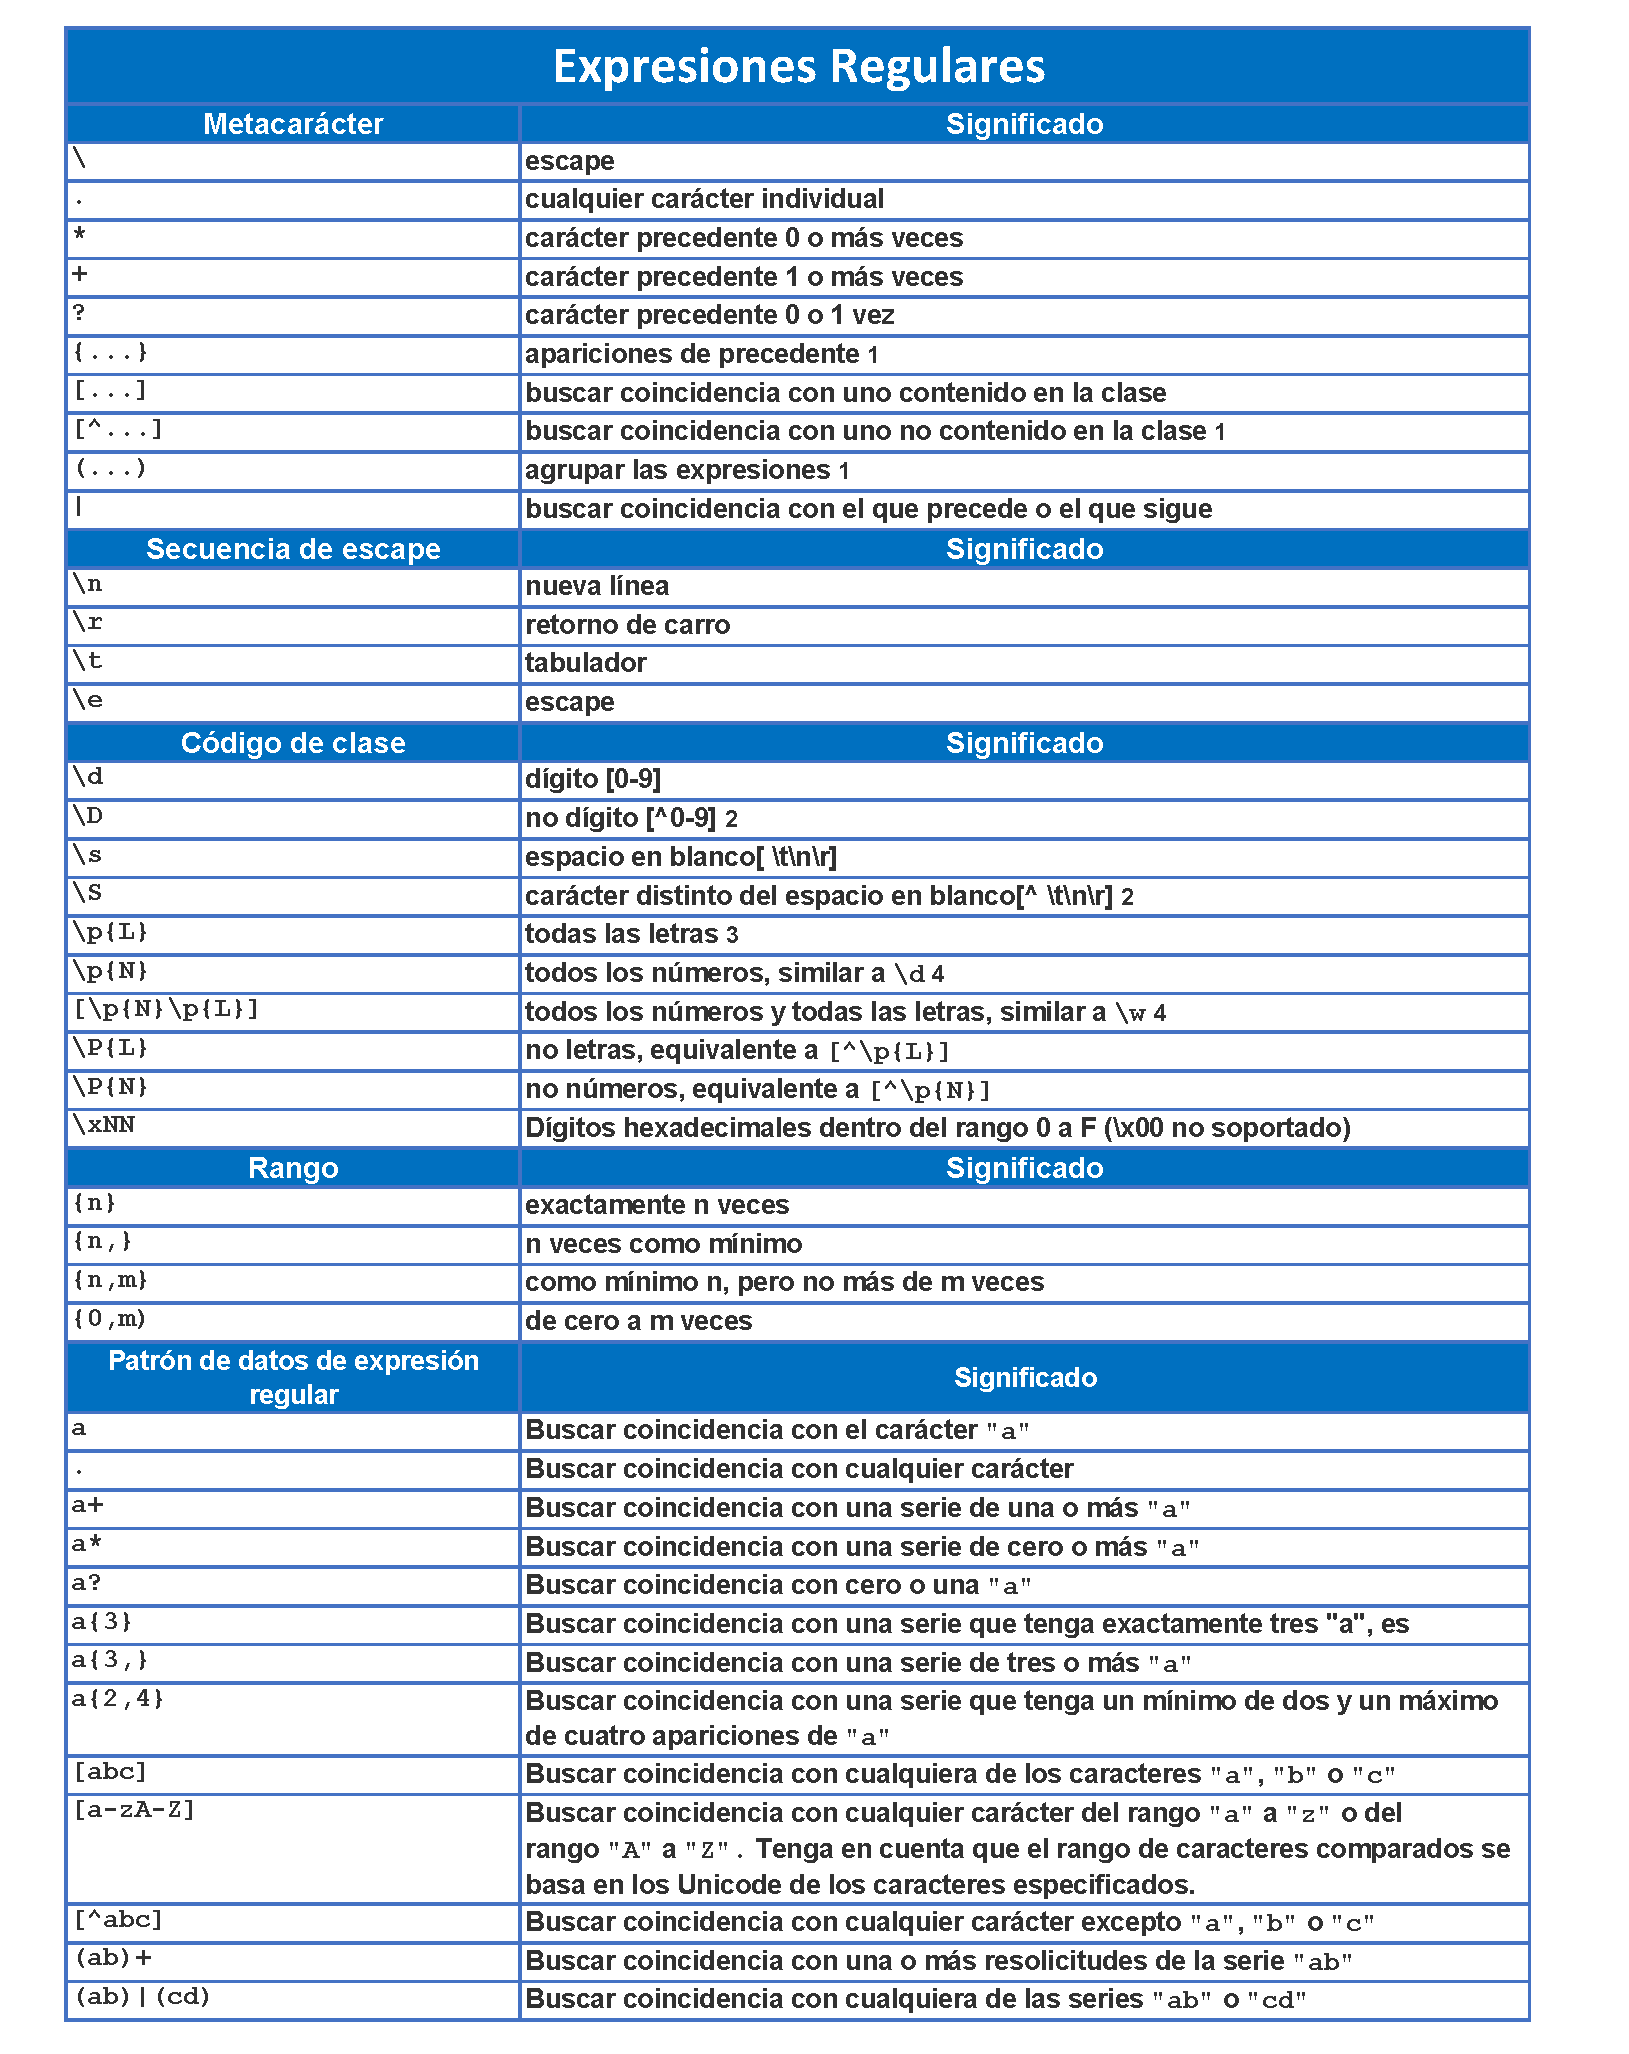 Expresiones Regulares
Metacarácter Significado
\ escape
. cualquier carácter individual
* carácter precedente 0 o más veces
+ carácter precedente 1 o más veces
? carácter precedente 0 o 1 vez
{...} apariciones de precedente 1
[...] buscar coincidencia con uno contenido en la clase
[^...] buscar coincidencia con uno no contenido en la clase 1
(...) agrupar las expresiones 1
| buscar coincidencia con el que precede o el que sigue
Secuencia de escape Significado
\n nueva línea
\r retorno de carro
\t tabulador
\e escape
Código de clase Significado
\d dígito [0-9]
\D no dígito [^0-9] 2
\s espacio en blanco[ \t\n\r]
\S carácter distinto del espacio en blanco[^ \t\n\r] 2
\p{L} todas las letras 3
\p{N} todos los números, similar a \d 4
[\p{N}\p{L}] todos los números y todas las letras, similar a \w 4
\P{L} no letras, equivalente a [^\p{L}]
\P{N} no números, equivalente a [^\p{N}]
\xNN Dígitos hexadecimales dentro del rango 0 a F (\x00 no soportado)
Rango Significado
{n} exactamente n veces
{n,} n veces como mínimo
{n,m} como mínimo n, pero no más de m veces
{0,m) de cero a m veces
Patrón de datos de expresión
regular Significado
a Buscar coincidencia con el carácter "a"
. Buscar coincidencia con cualquier carácter
a+ Buscar coincidencia con una serie de una o más "a"
a* Buscar coincidencia con una serie de cero o más "a"
a? Buscar coincidencia con cero o una "a"
a{3} Buscar coincidencia con una serie que tenga exactamente tres "a", es
a{3,} Buscar coincidencia con una serie de tres o más "a"
a{2,4} Buscar coincidencia con una serie que tenga un mínimo de dos y un máximo
de cuatro apariciones de "a"
[abc] Buscar coincidencia con cualquiera de los caracteres "a", "b" o "c"
[a-zA-Z] Buscar coincidencia con cualquier carácter del rango "a" a "z" o del
rango "A" a "Z". Tenga en cuenta que el rango de caracteres comparados se
basa en los Unicode de los caracteres especificados.
[^abc] Buscar coincidencia con cualquier carácter excepto "a", "b" o "c"
(ab)+ Buscar coincidencia con una o más resolicitudes de la serie "ab"
(ab)|(cd) Buscar coincidencia con cualquiera de las series "ab" o "cd"